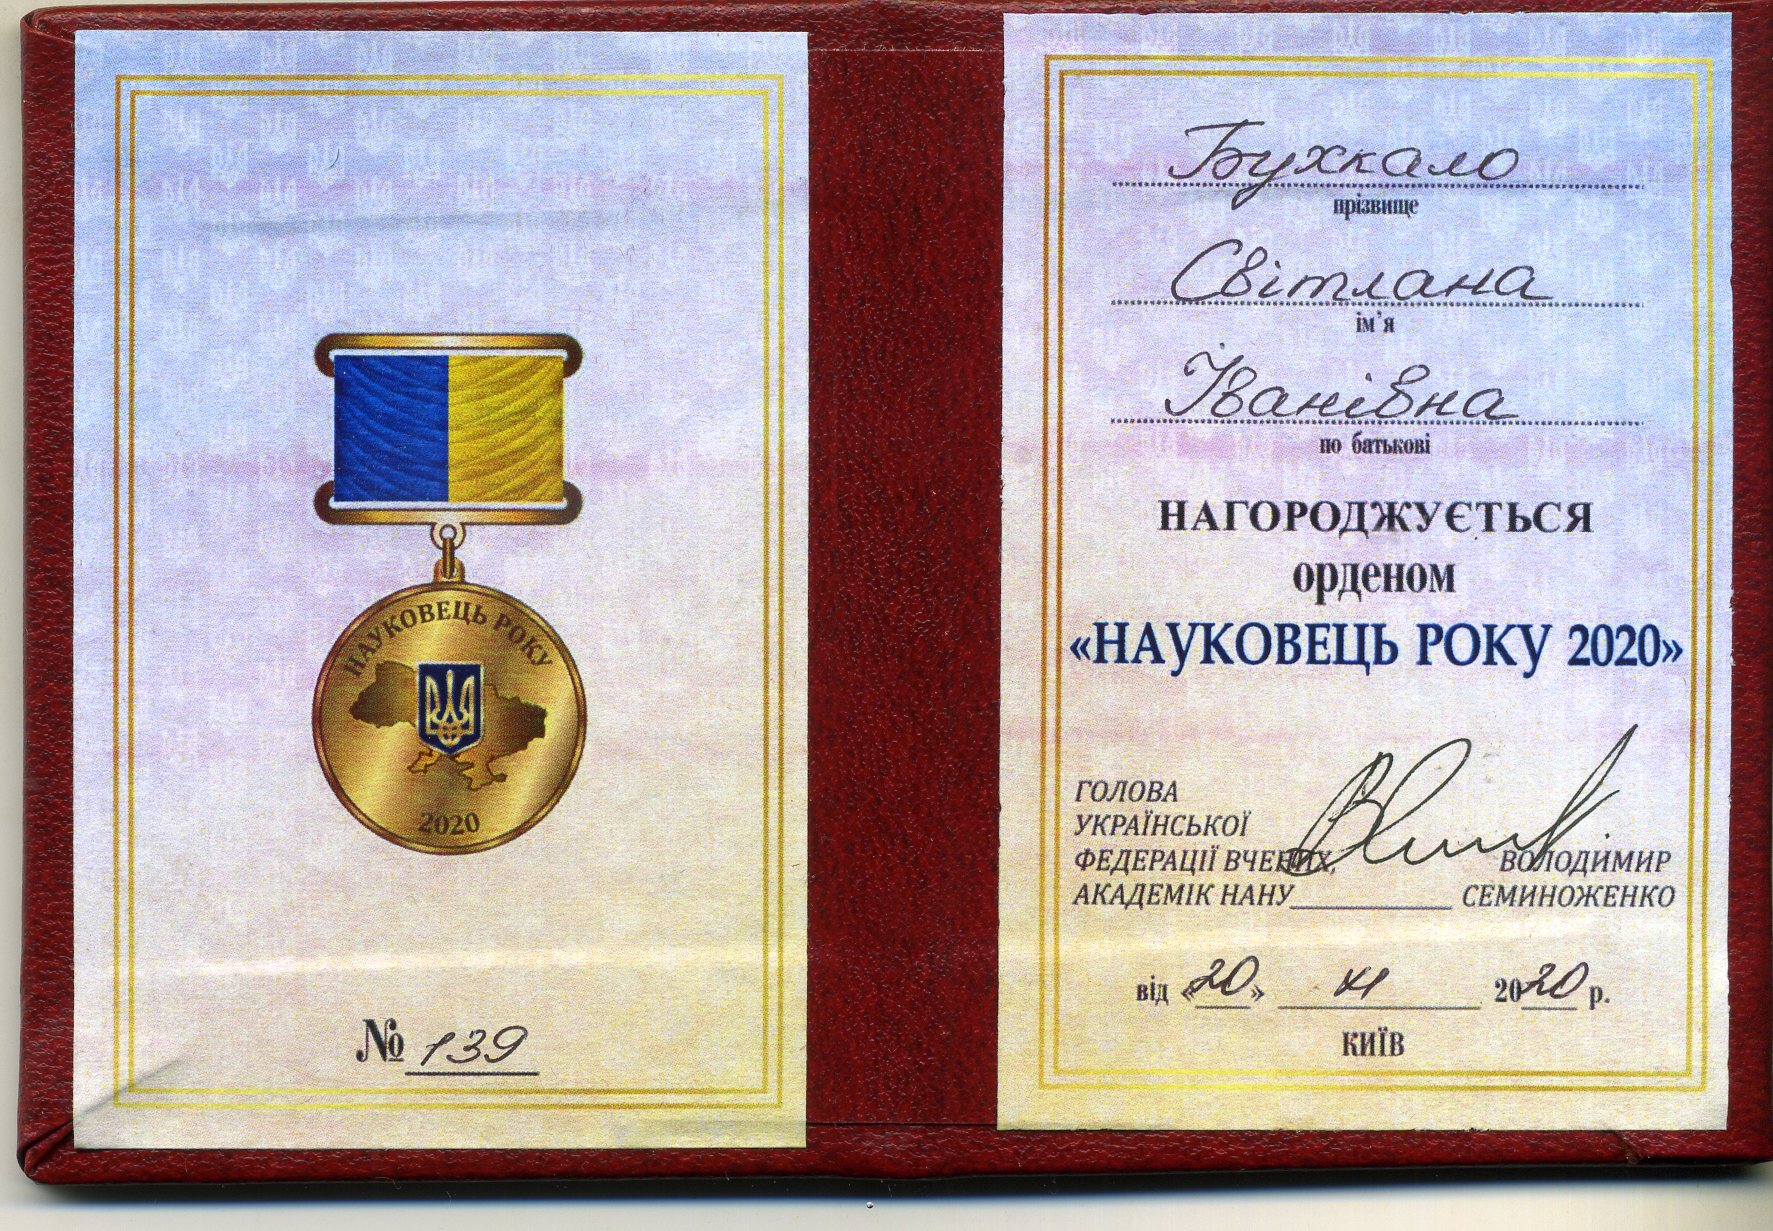 НАУКОВЕЦЬ РОКУ
2020
№ 139
Бухкало
прізвище
Світлана
ім'я
Іванівна
по батькові
НАГОРОДЖУЄТЬСЯ
орденом
«НАУКОВЕЦЬ РОКУ 2020»
ГОЛОВА
УКРАЇНСЬКОЇ
ФЕДЕРАЦІЇ ВЧЕНИХ, ВОЛОДИМИР
АКАДЕМІК НАНУ СЕМИНОЖЕНКО
від «20» XI 2020 р.
КИЇВ